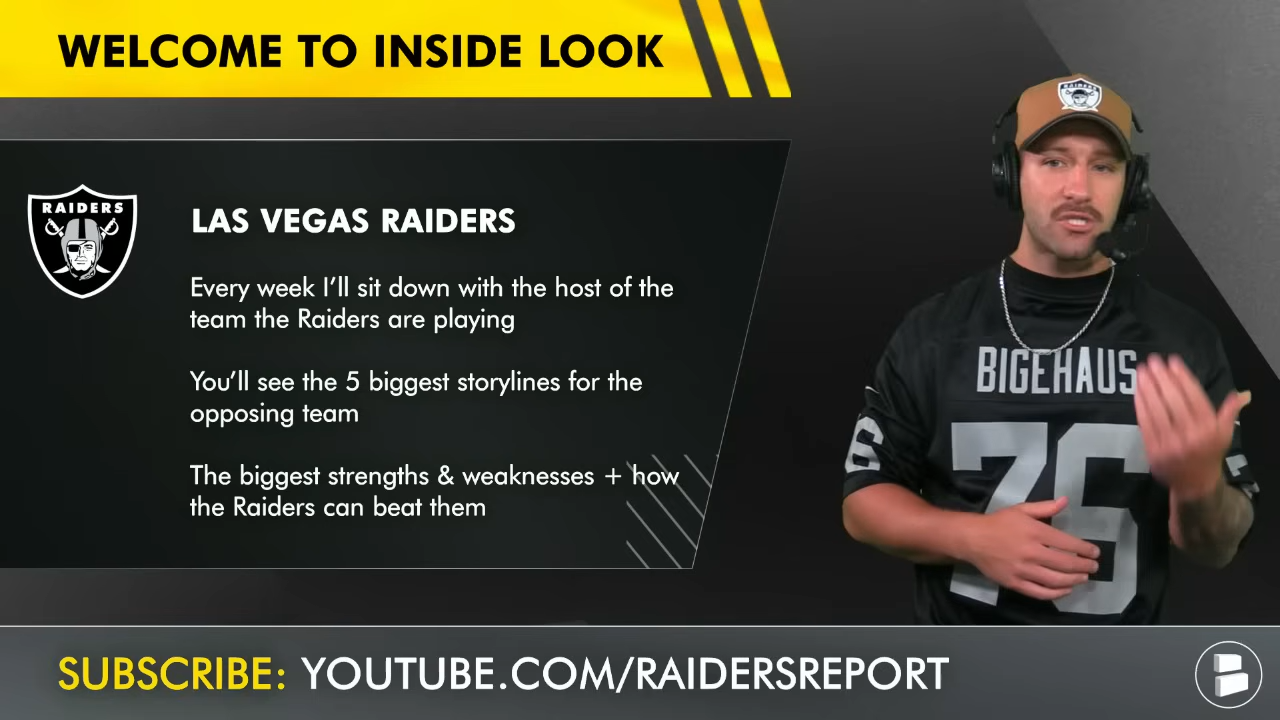 WELCOME TO INSIDE LOOK
RAIDERS
LAS VEGAS RAIDERS
Every week I'll sit down with the host of the
team the Raiders are playing
You'll see the 5 biggest storylines for the
opposing team
The biggest strengths & weaknesses + how
the Raiders can beat them
RAIDERS
BIGEHAUS
76
6
SUBSCRIBE: YOUTUBE.COM/RAIDERSREPORT